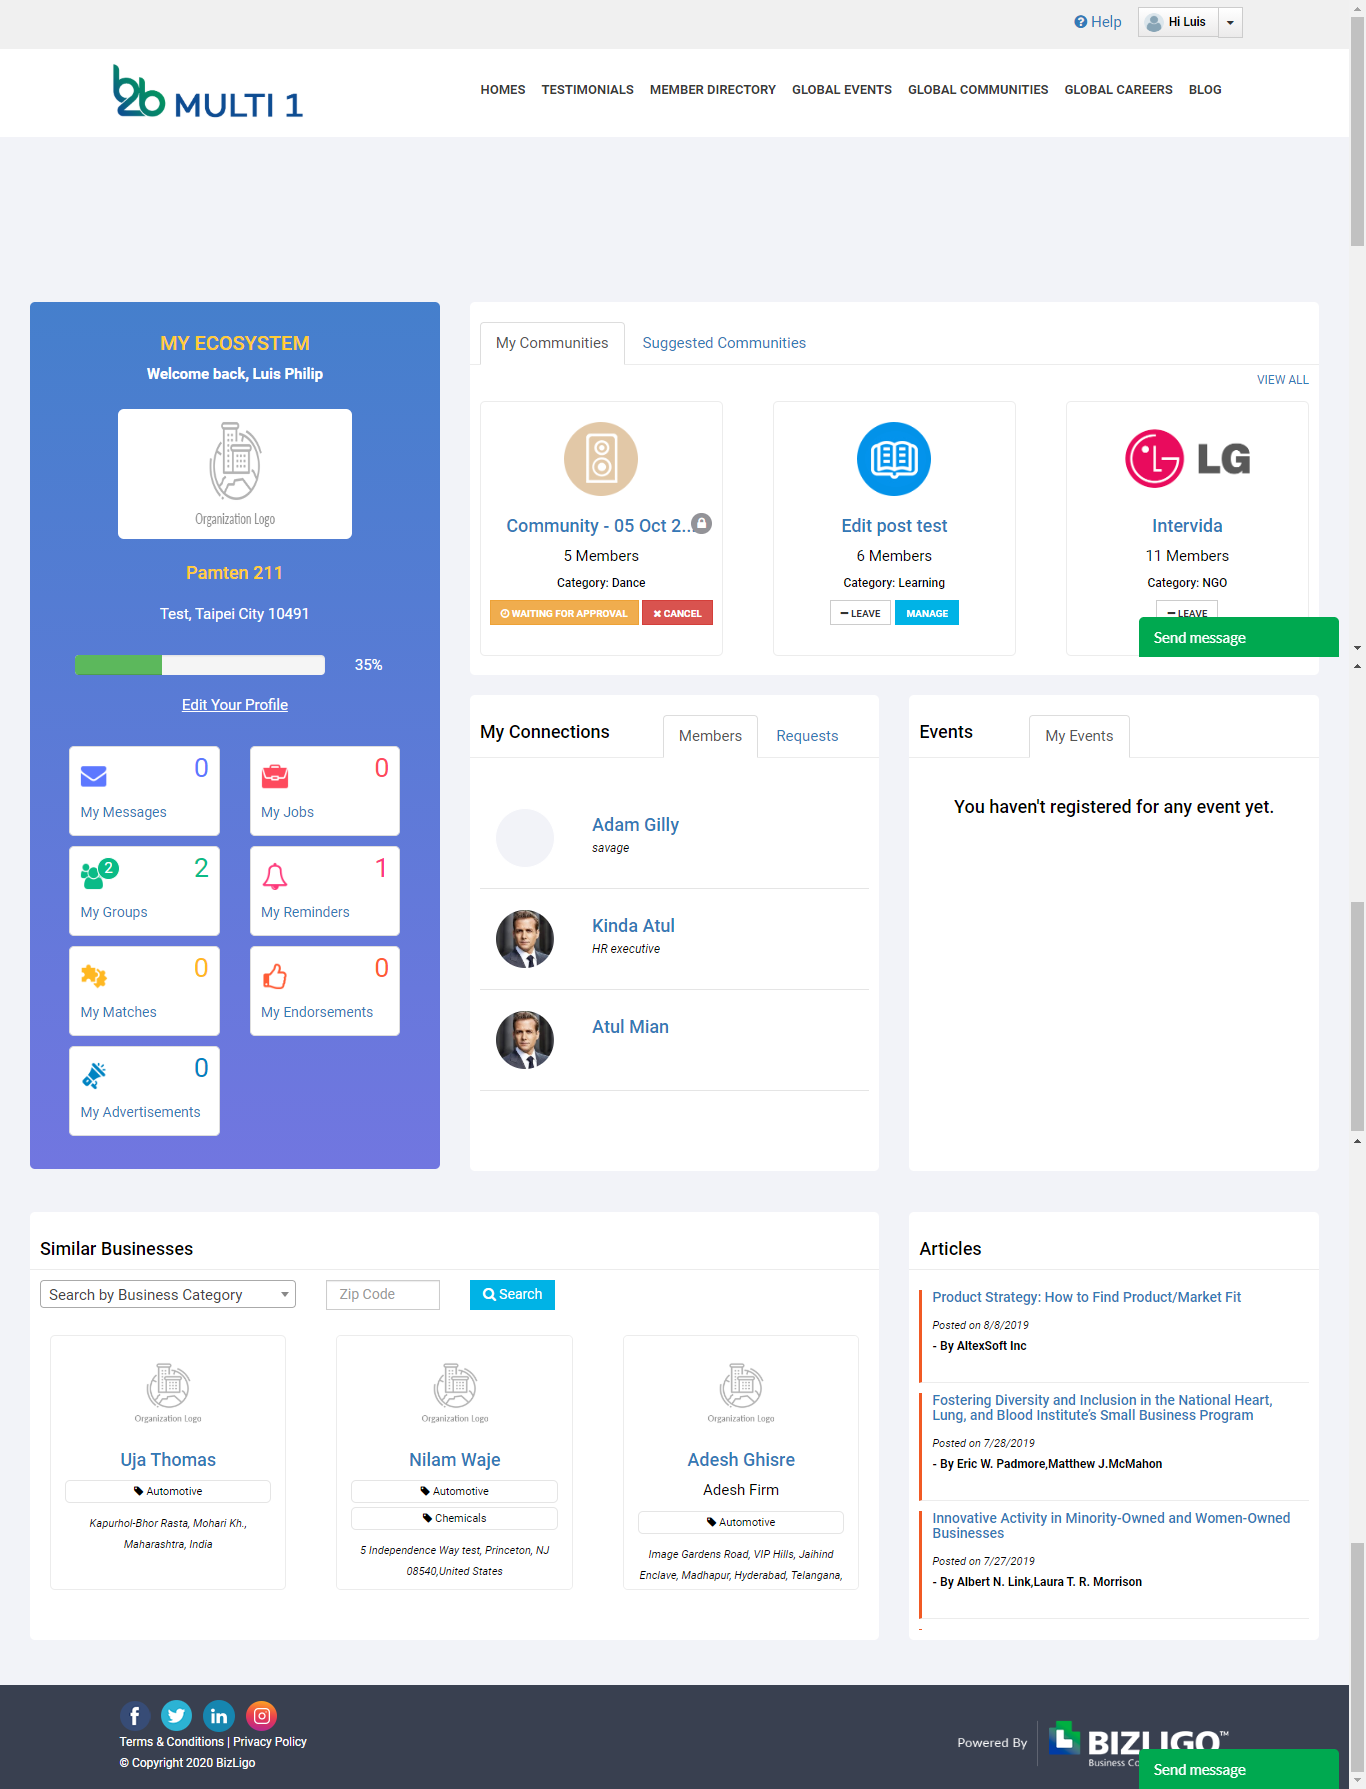 Help
Hi Luis
b2b MULTI 1
HOMES TESTIMONIALS MEMBER DIRECTORY GLOBAL EVENTS GLOBAL COMMUNITIES GLOBAL CAREERS BLOG
MY ECOSYSTEM
Welcome back, Luis Philip
Organization Logo
Pamten 211
Test, Taipei City 10491
35%
Edit Your Profile
0
My Messages
0
My Jobs
2
2
My Groups
1
My Reminders
0
My Matches
0
My Endorsements
0
My Advertisements
My Communities
Suggested Communities
VIEW ALL
Community - 05 Oct 2...
5 Members
Category: Dance
WAITING FOR APPROVAL
CANCEL
Edit post test
6 Members
Category: Learning
LEAVE
MANAGE
LG
Intervida
11 Members
Category: NGO
LEAVE
Send message
My Connections
Members
Requests
Adam Gilly
savage
Kinda Atul
HR executive
Atul Mian
Events
My Events
You haven't registered for any event yet.
Similar Businesses
Search by Business Category
Zip Code
Search
Organization Logo
Uja Thomas
Automotive
Kapurhol-Bhor Rasta, Mohari Kh.,
Maharashtra, India
Organization Logo
Nilam Waje
Automotive
Chemicals
5 Independence Way test, Princeton, NJ
08540,United States
Organization Logo
Adesh Ghisre
Adesh Firm
Automotive
Image Gardens Road, VIP Hills, Jaihind
Enclave, Madhapur, Hyderabad, Telangana,
Articles
Product Strategy: How to Find Product/Market Fit
Posted on 8/8/2019
- By AltexSoft Inc
Fostering Diversity and Inclusion in the National Heart,
Lung, and Blood Institute's Small Business Program
Posted on 7/28/2019
- By Eric W. Padmore,Matthew J.McMahon
Innovative Activity in Minority-Owned and Women-Owned
Businesses
Posted on 7/27/2019
- By Albert N. Link,Laura T. R. Morrison
Terms & Conditions | Privacy Policy
© Copyright 2020 BizLigo
Powered By
BIZLIGO™
Business Co
Send message